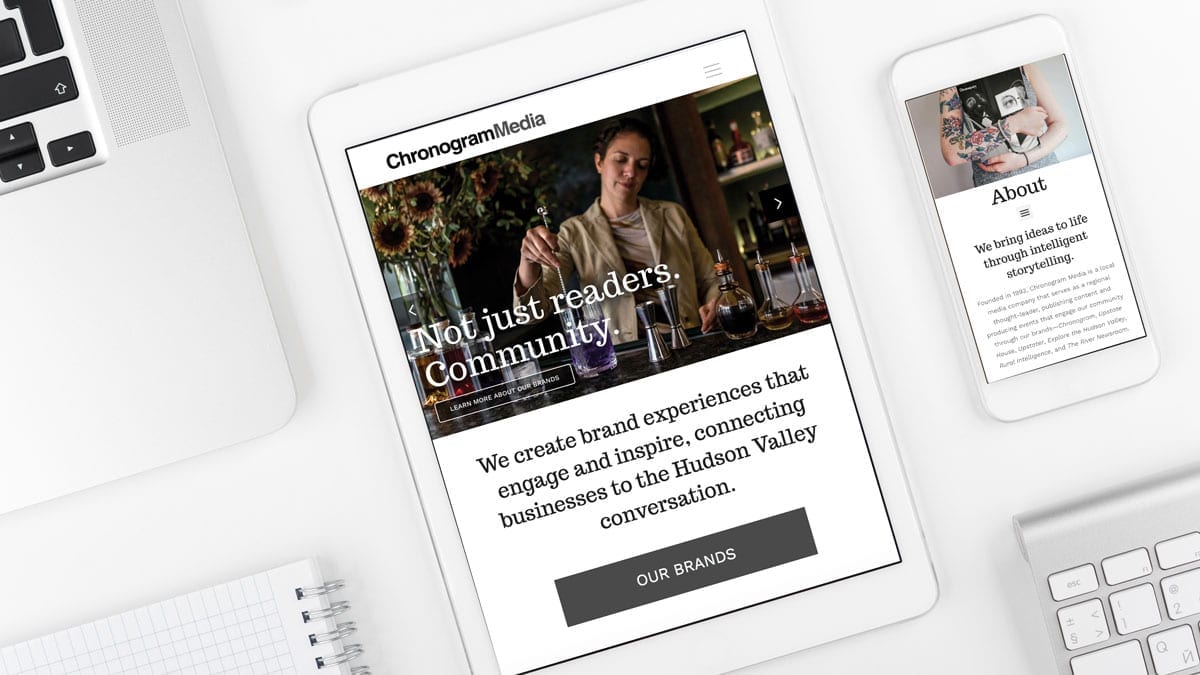 ChronogramMedia
Not just readers.
Community.
LEARN MORE ABOUT OUR BRANDS
We create brand experiences that
engage and inspire, connecting
businesses to the Hudson Valley
conversation.
OUR BRANDS
About
We bring ideas to life
through intelligent
storytelling.
Founded in 1992, Chronogram Media is a local
media company that serves as a regional
thought-leader, publishing content and
producing events that engage our community
through our brands—Chronogram, Upstate
House, Upstater, Explore the Hudson Valley,
Rural Intelligence, and The River Newsroom.
esc
F1
± <
§ >
!
1
@
2
Q Й